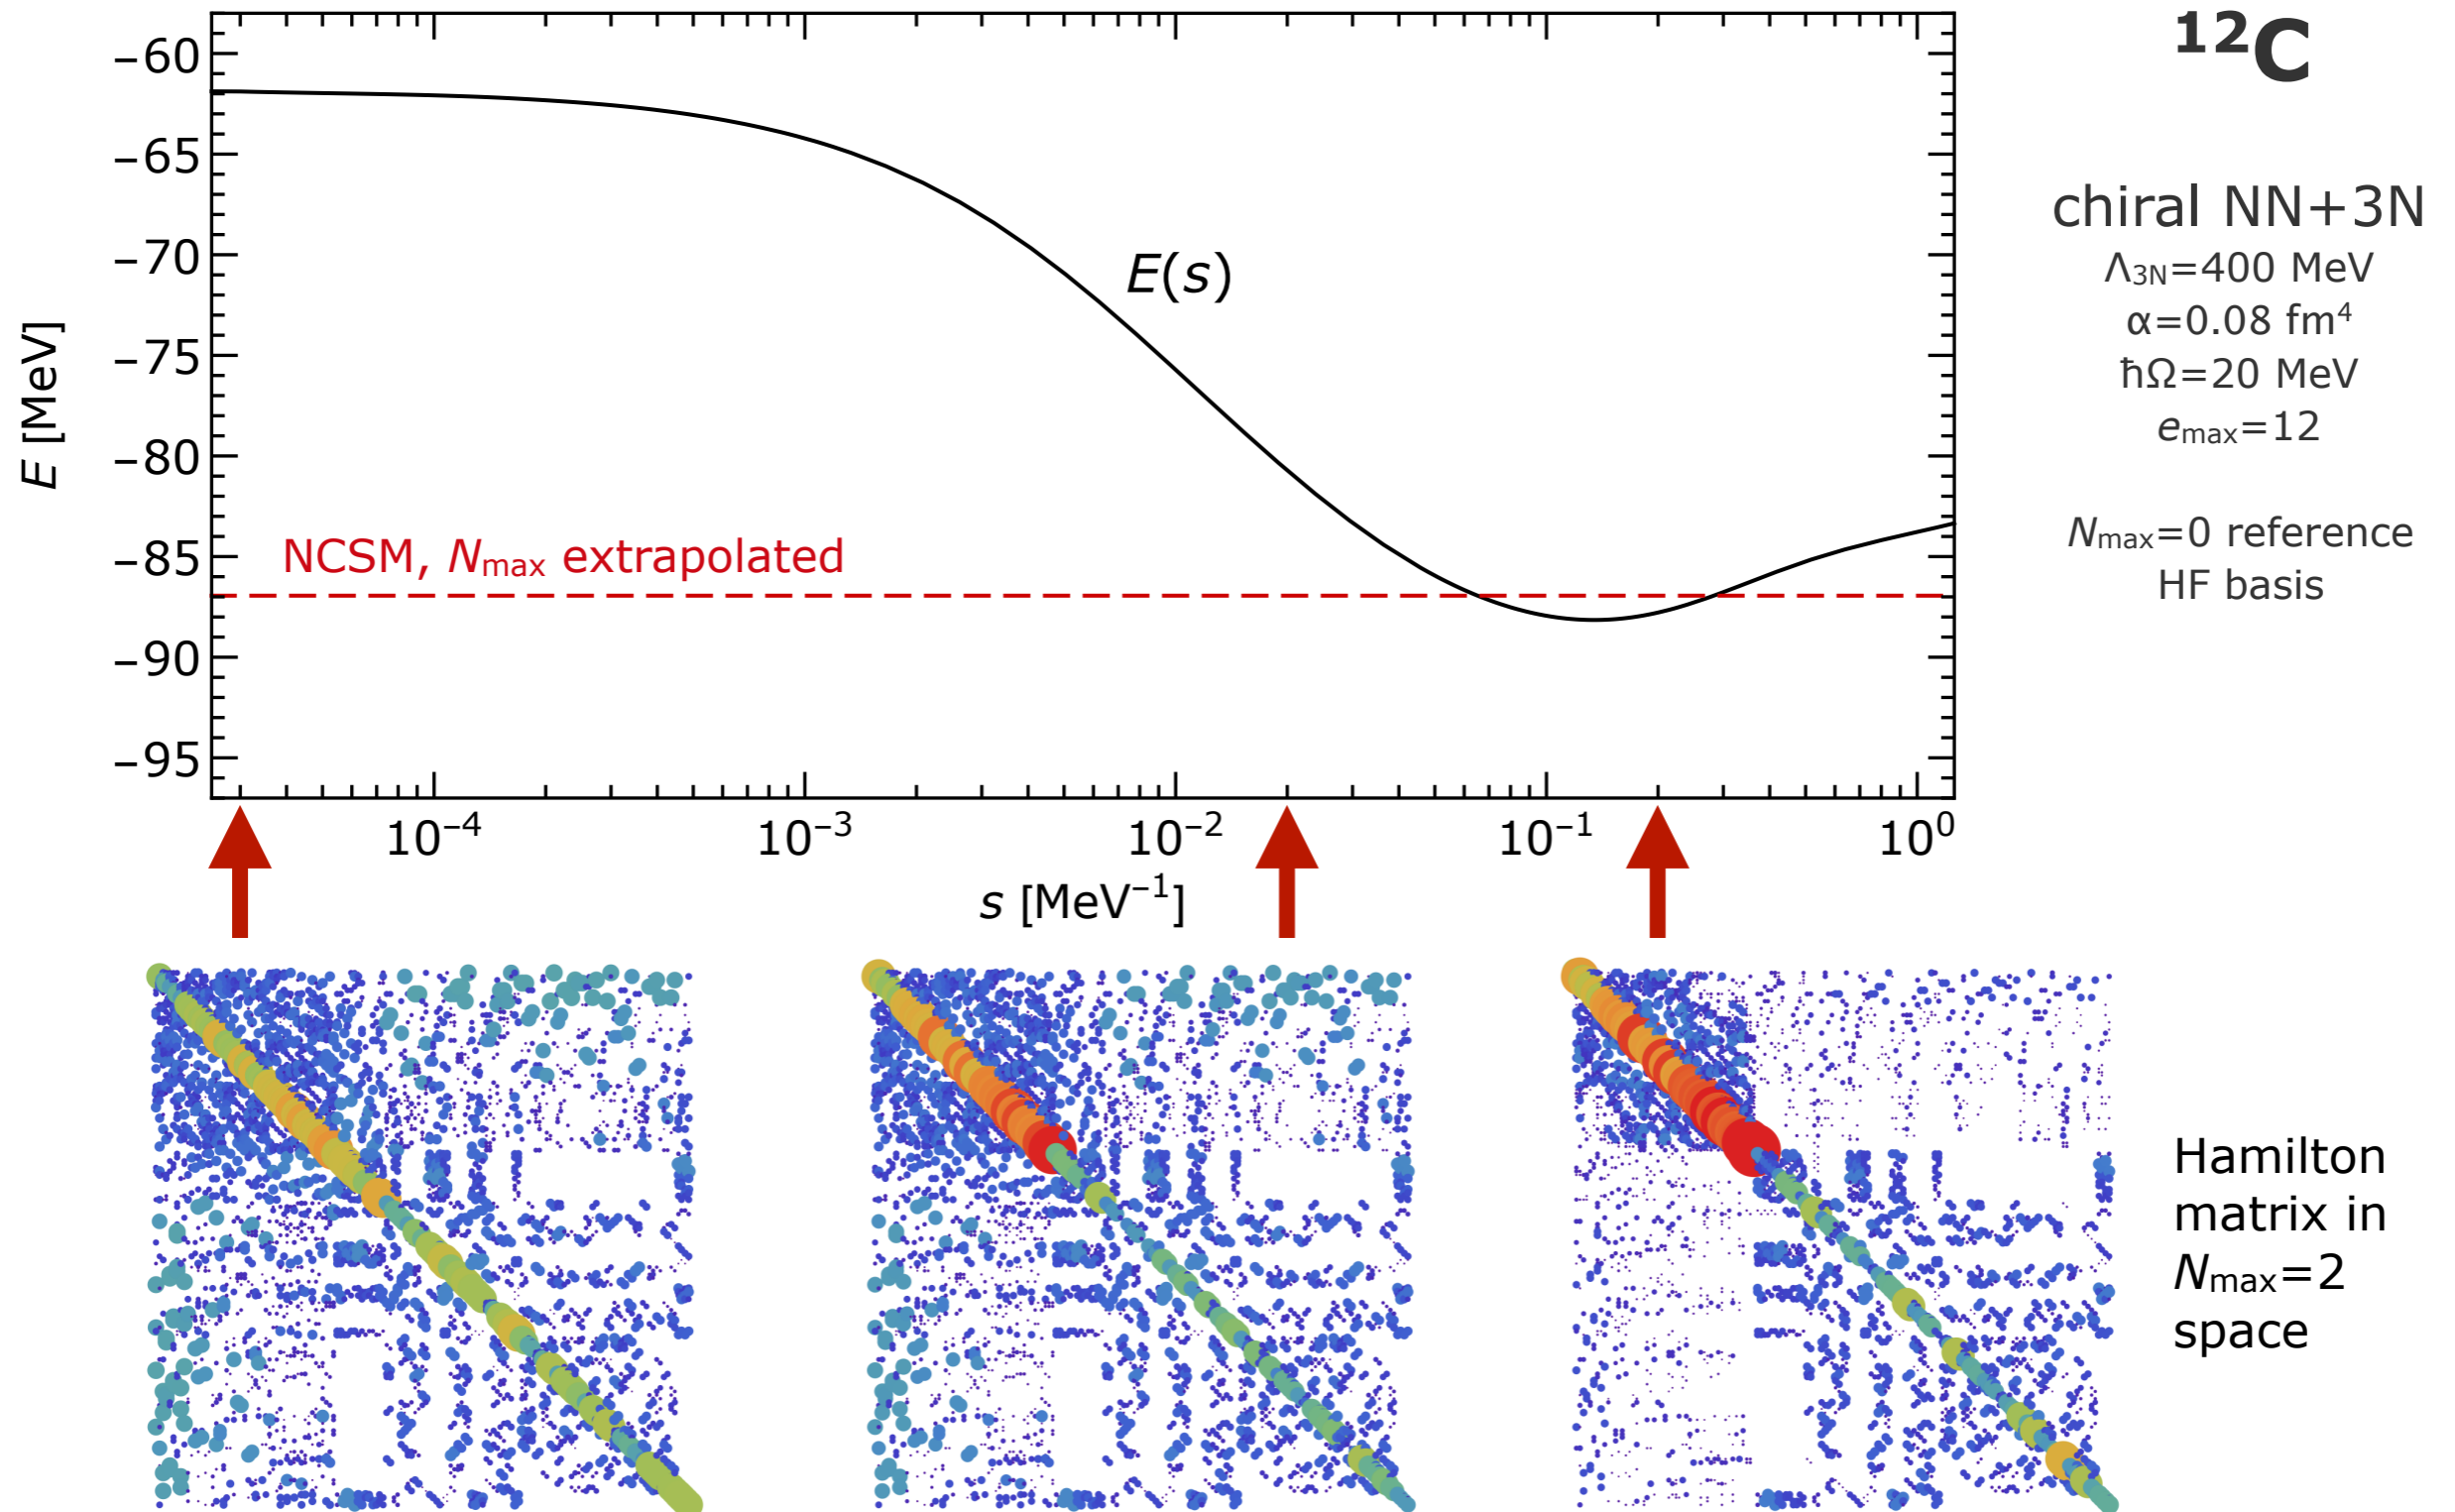 ¹²C
chiral NN+3N
Λ₃N=400 MeV
α=0.08 fm⁴
ħΩ=20 MeV
eₘₐₓ=12
Nₘₐₓ=0 reference
HF basis
E [MeV]
−60
−65
−70
−75
−80
−85
−90
−95
E(s)
NCSM, Nₘₐₓ extrapolated
10⁻⁴ 10⁻³ 10⁻² 10⁻¹ 10⁰
s [MeV⁻¹]
Hamilton
matrix in
Nₘₐₓ=2
space